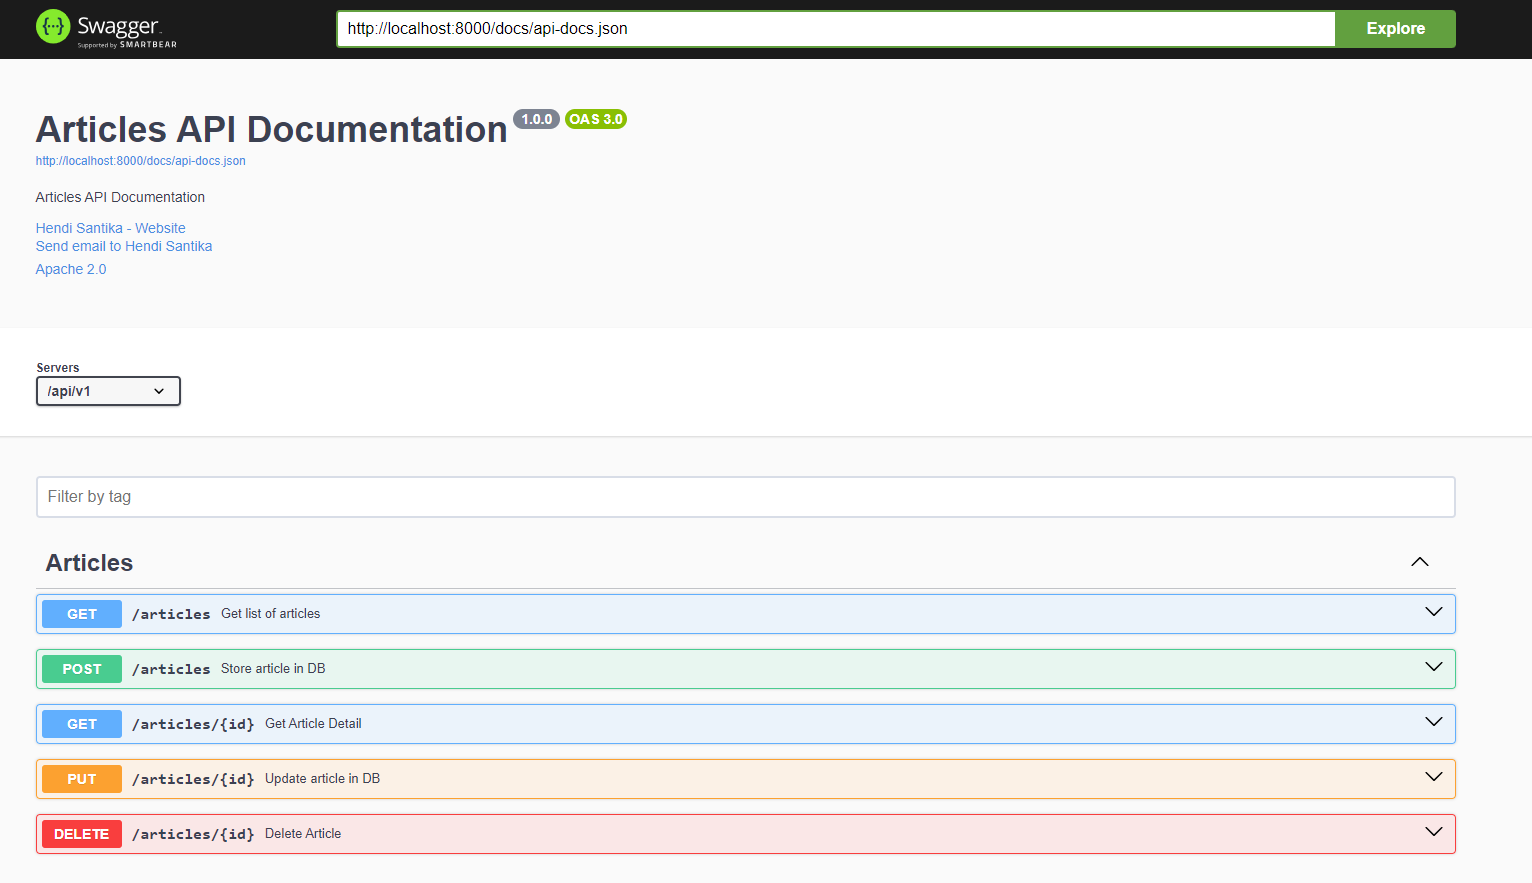 Swagger
Supported by SMARTBEAR
http://localhost:8000/docs/api-docs.json
Explore
Articles API Documentation 1.0.0 OAS 3.0
http://localhost:8000/docs/api-docs.json
Articles API Documentation
Hendi Santika - Website
Send email to Hendi Santika
Apache 2.0
Servers
/api/v1
Filter by tag
Articles
GET /articles Get list of articles
POST /articles Store article in DB
GET /articles/{id} Get Article Detail
PUT /articles/{id} Update article in DB
DELETE /articles/{id} Delete Article